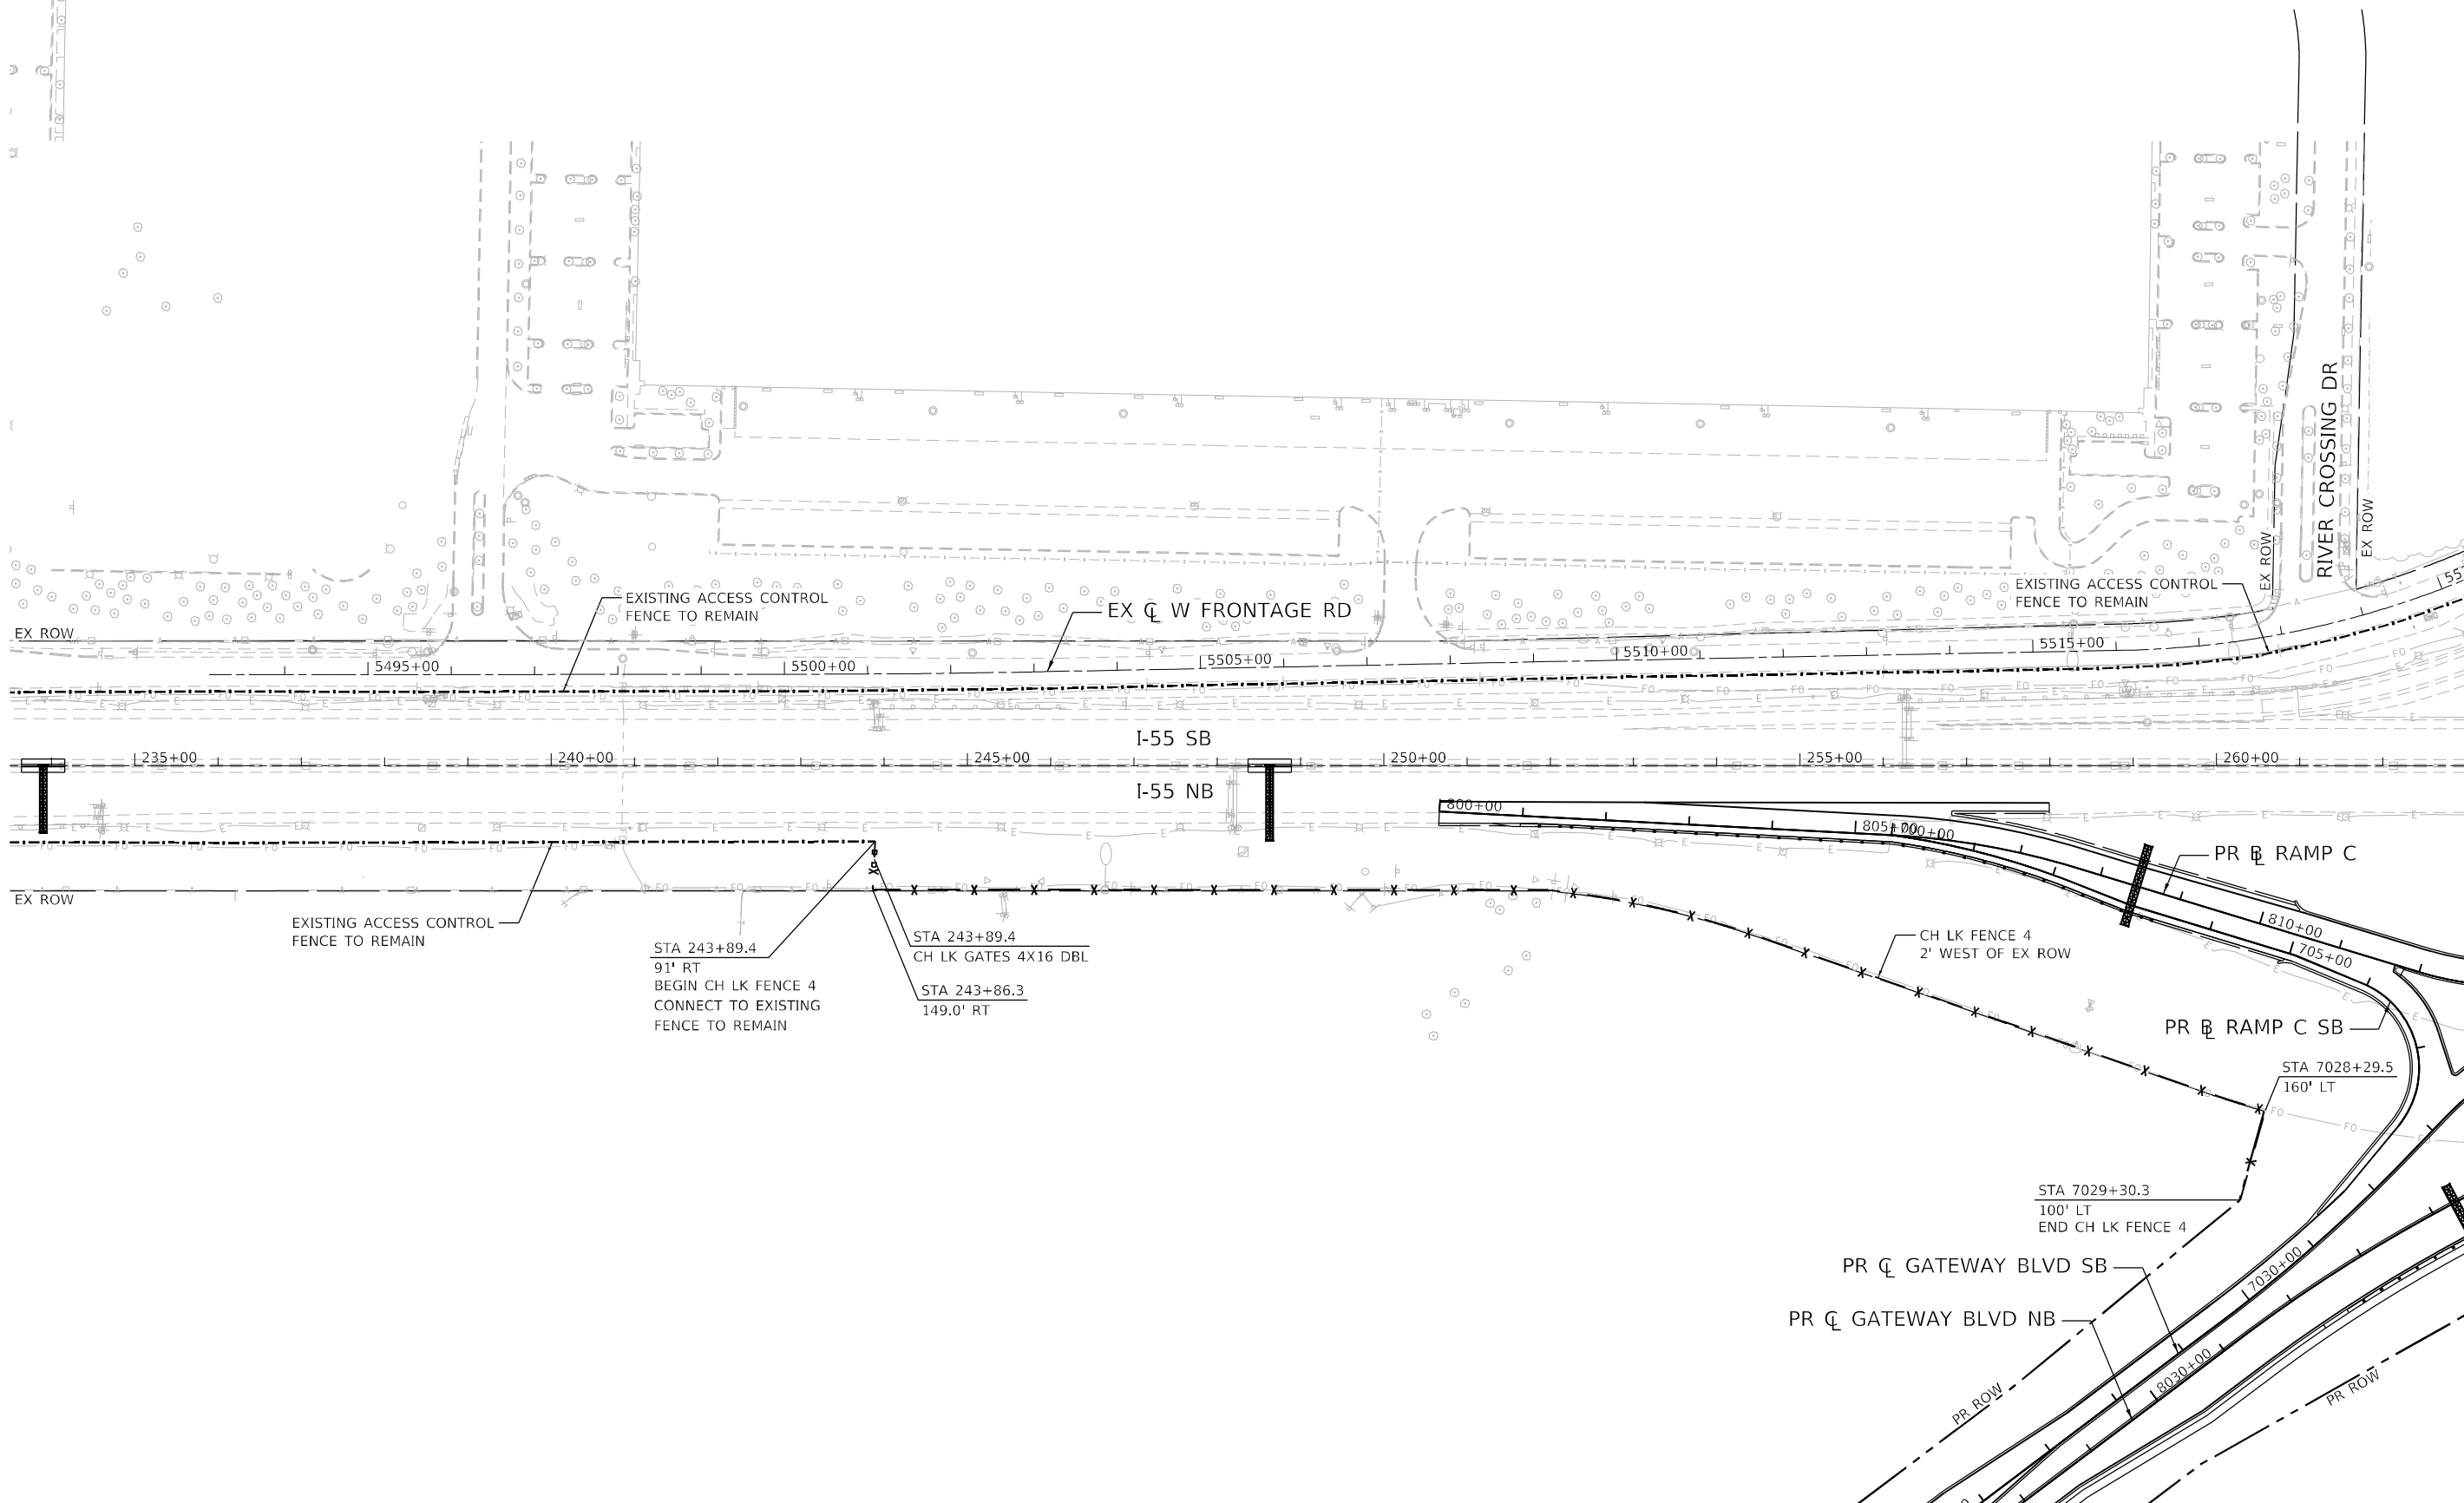 RIVER CROSSING DR
EX ROW
EX ROW
EXISTING ACCESS CONTROL
FENCE TO REMAIN
EXISTING ACCESS CONTROL
FENCE TO REMAIN
EX ℄ W FRONTAGE RD
EX ROW
5495+00
5500+00
5505+00
5510+00
5515+00
I-55 SB
235+00
240+00
245+00
250+00
255+00
260+00
I-55 NB
800+00
805+00
700+00
PR BL RAMP C
EX ROW
EXISTING ACCESS CONTROL
FENCE TO REMAIN
STA 243+89.4
91' RT
BEGIN CH LK FENCE 4
CONNECT TO EXISTING
FENCE TO REMAIN
STA 243+89.4
CH LK GATES 4X16 DBL
STA 243+86.3
149.0' RT
CH LK FENCE 4
2' WEST OF EX ROW
810+00
705+00
PR BL RAMP C SB
STA 7028+29.5
160' LT
STA 7029+30.3
100' LT
END CH LK FENCE 4
PR ℄ GATEWAY BLVD SB
7030+00
PR ℄ GATEWAY BLVD NB
8030+00
PR ROW
PR ROW